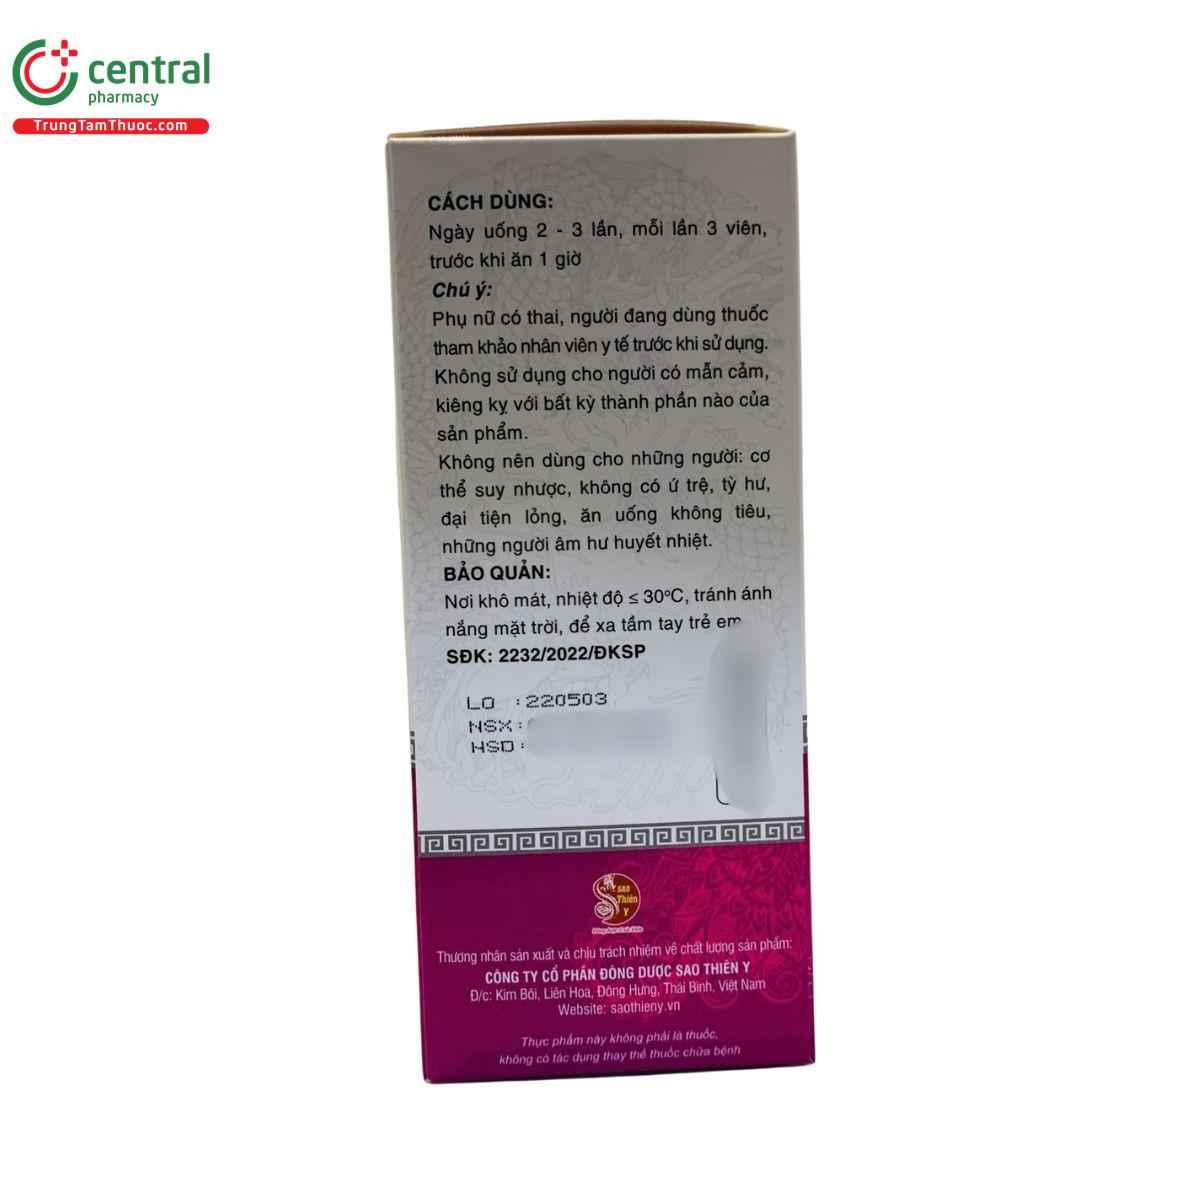 central
pharmacy
TrungTamThuoc.com
CÁCH DÙNG:
Ngày uống 2 - 3 lần, mỗi lần 3 viên,
trước khi ăn 1 giờ
Chú ý:
Phụ nữ có thai, người đang dùng thuốc
tham khảo nhân viên y tế trước khi sử dụng.
Không sử dụng cho người có mẫn cảm,
kiêng kỵ với bất kỳ thành phần nào của
sản phẩm.
Không nên dùng cho những người: cơ
thể suy nhược, không có ứ trệ, tỳ hư,
đại tiện lỏng, ăn uống không tiêu,
những người âm hư huyết nhiệt.
BẢO QUẢN:
Nơi khô mát, nhiệt độ ≤ 30ºC, tránh ánh
nắng mặt trời, để xa tầm tay trẻ em
SĐK: 2232/2022/ĐKSP
LO : 220503
NSX :
HSD :
SAO
Thiên
Y
Đông dược vì sức khỏe
Thương nhân sản xuất và chịu trách nhiệm về chất lượng sản phẩm:
CÔNG TY CỔ PHẦN ĐÔNG DƯỢC SAO THIÊN Y
Đ/c: Kim Bôi, Liên Hoa, Đông Hưng, Thái Bình, Việt Nam
Website: saothieny.vn
Thực phẩm này không phải là thuốc,
không có tác dụng thay thế thuốc chữa bệnh